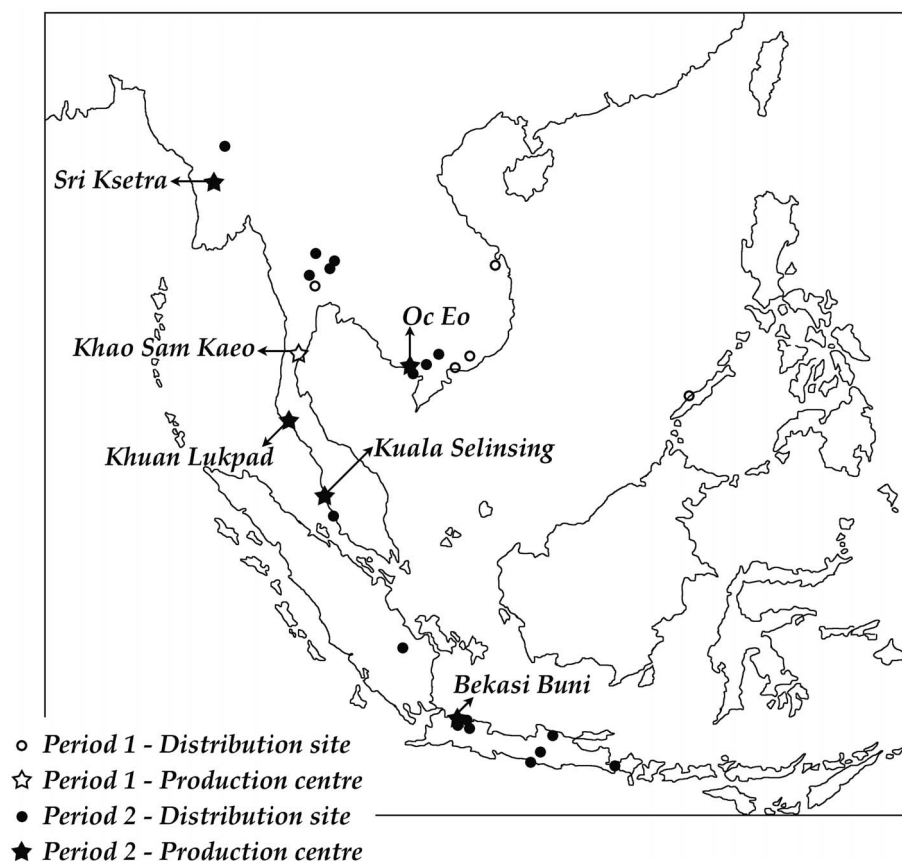 Sri Ksetra
Oc Eo
Khao Sam Kaeo
Khuan Lukpad
Kuala Selinsing
Bekasi Buni
Period 1 - Distribution site
Period 1 - Production centre
Period 2 - Distribution site
Period 2 - Production centre